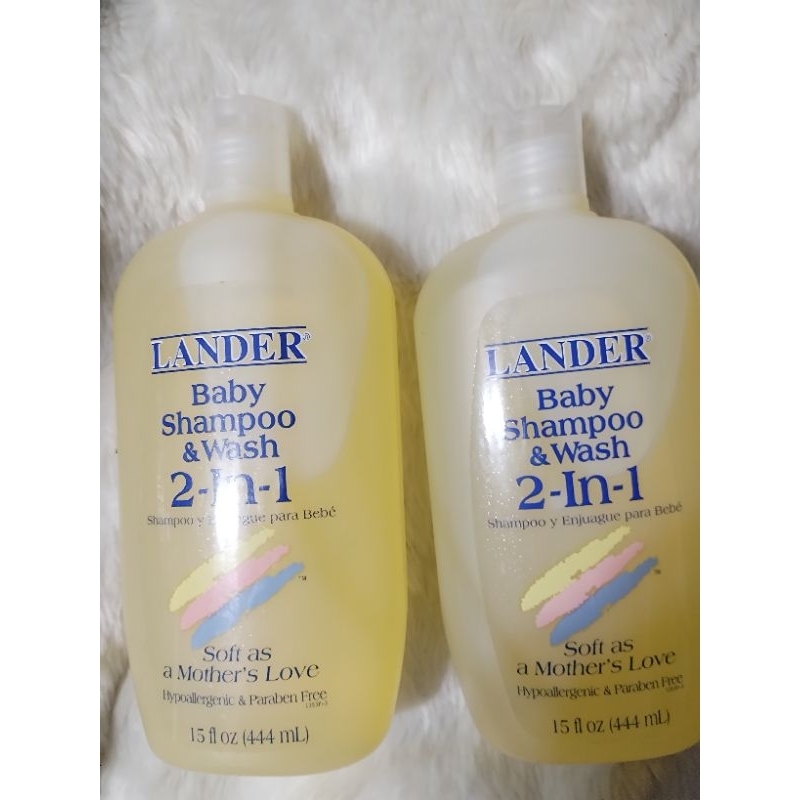 LANDER
Baby
Shampoo
& Wash
2-In-1
Shampoo y Enjuague para Bebé
Soft as
a Mother's Love
Hypoallergenic & Paraben Free
15 fl oz (444 mL)
LANDER
Baby
Shampoo
& Wash
2-In-1
Shampoo y Enjuague para Bebé
TM
Soft as
a Mother's Love
Hypoallergenic & Paraben Free
15 fl oz (444 mL)